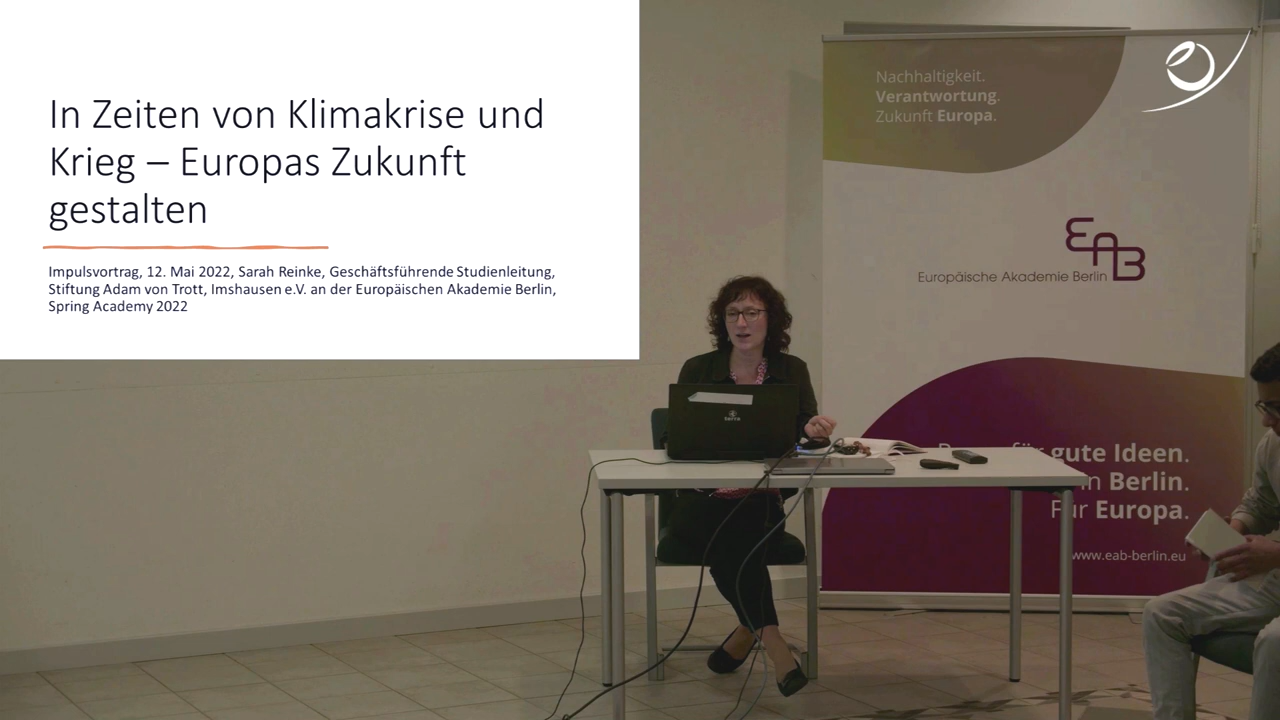 In Zeiten von Klimakrise und
Krieg – Europas Zukunft
gestalten
Impulsvortrag, 12. Mai 2022, Sarah Reinke, Geschäftsführende Studienleitung,
Stiftung Adam von Trott, Imshausen e.V. an der Europäischen Akademie Berlin,
Spring Academy 2022
Nachhaltigkeit.
Verantwortung.
Zukunft Europa.
EAB
Europäische Akademie Berlin
gute Ideen.
in Berlin.
Für Europa.
www.eab-berlin.eu